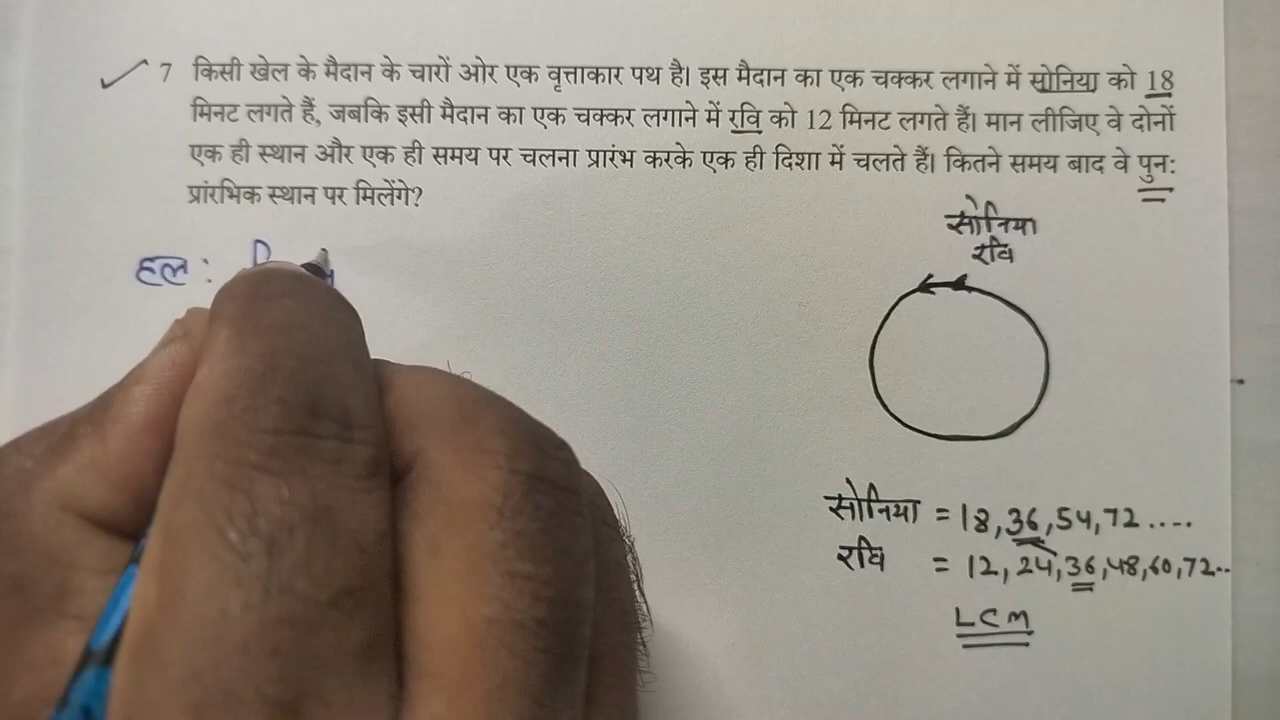 7 किसी खेल के मैदान के चारों ओर एक वृत्ताकार पथ है। इस मैदान का एक चक्कर लगाने में सोनिया को 18
मिनट लगते हैं, जबकि इसी मैदान का एक चक्कर लगाने में रवि को 12 मिनट लगते हैं। मान लीजिए वे दोनों
एक ही स्थान और एक ही समय पर चलना प्रारंभ करके एक ही दिशा में चलते हैं। कितने समय बाद वे पुन:
प्रांरभिक स्थान पर मिलेंगे?
सोनिया
रवि
हल :
सोनिया = 18, 36, 54, 72 ....
रवि = 12, 24, 36, 48, 60, 72..
LCM